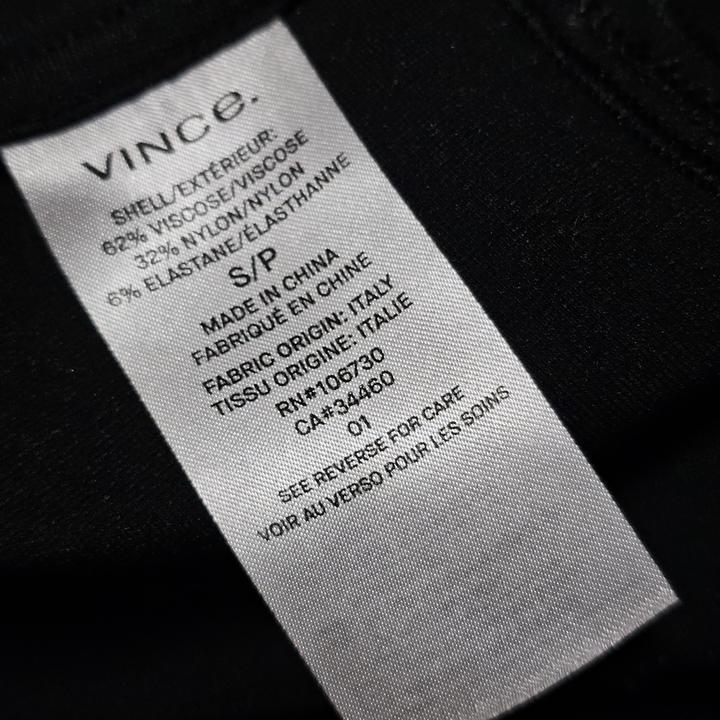 VINCe.
SHELL/EXTÉRIEUR:
62% VISCOSE/VISCOSE
32% NYLON/NYLON
6% ELASTANE/ÉLASTHANNE
S/P
MADE IN CHINA
FABRIQUÉ EN CHINE
FABRIC ORIGIN: ITALY
TISSU ORIGINE: ITALIE
RN#106730
CA#34460
01
SEE REVERSE FOR CARE
VOIR AU VERSO POUR LES SOINS